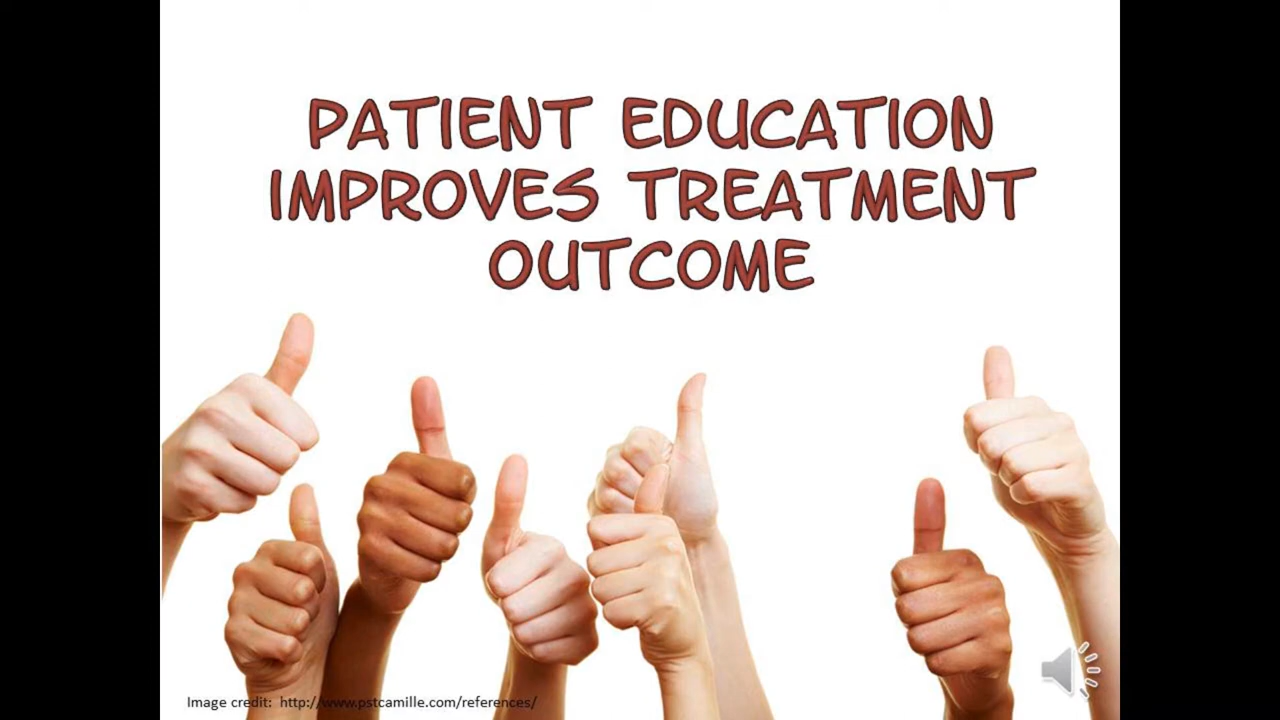 PATIENT EDUCATION
IMPROVES TREATMENT
OUTCOME
Image credit: http://www.pstcamille.com/references/